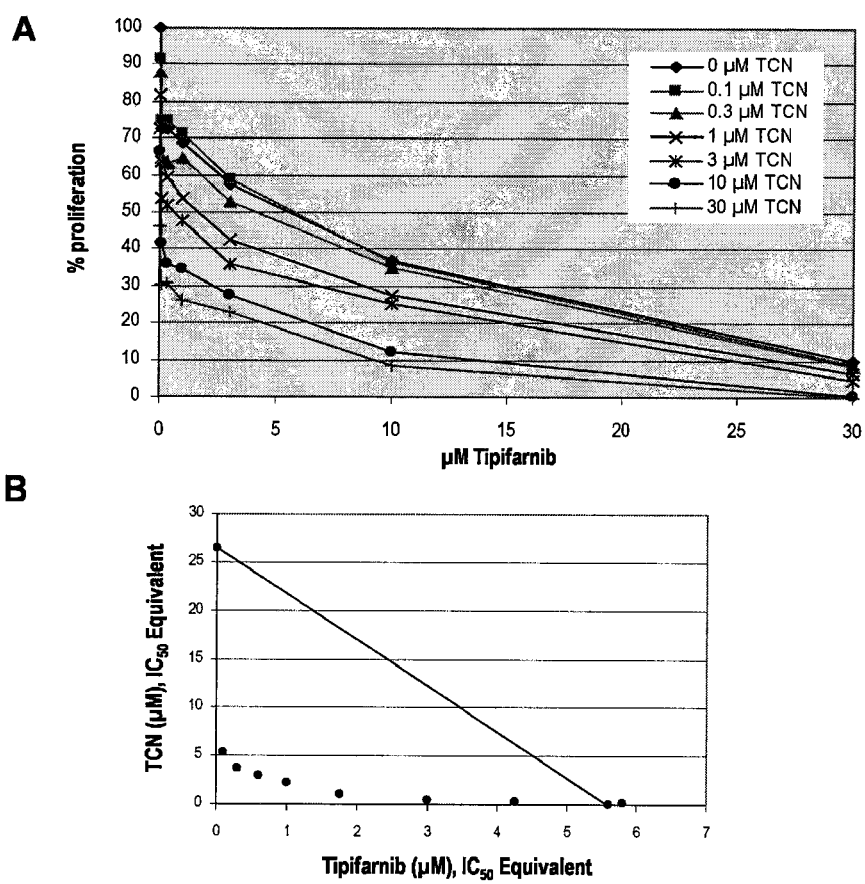 A
100
90
80
70
60
50
40
30
20
10
0
% proliferation
0 µM TCN
0.1 µM TCN
0.3 µM TCN
1 µM TCN
3 µM TCN
10 µM TCN
30 µM TCN
0 5 10 15 20 25 30
µM Tipifarnib
B
30
25
20
15
10
5
0
TCN (µM), IC50 Equivalent
0 1 2 3 4 5 6 7
Tipifarnib (µM), IC50 Equivalent